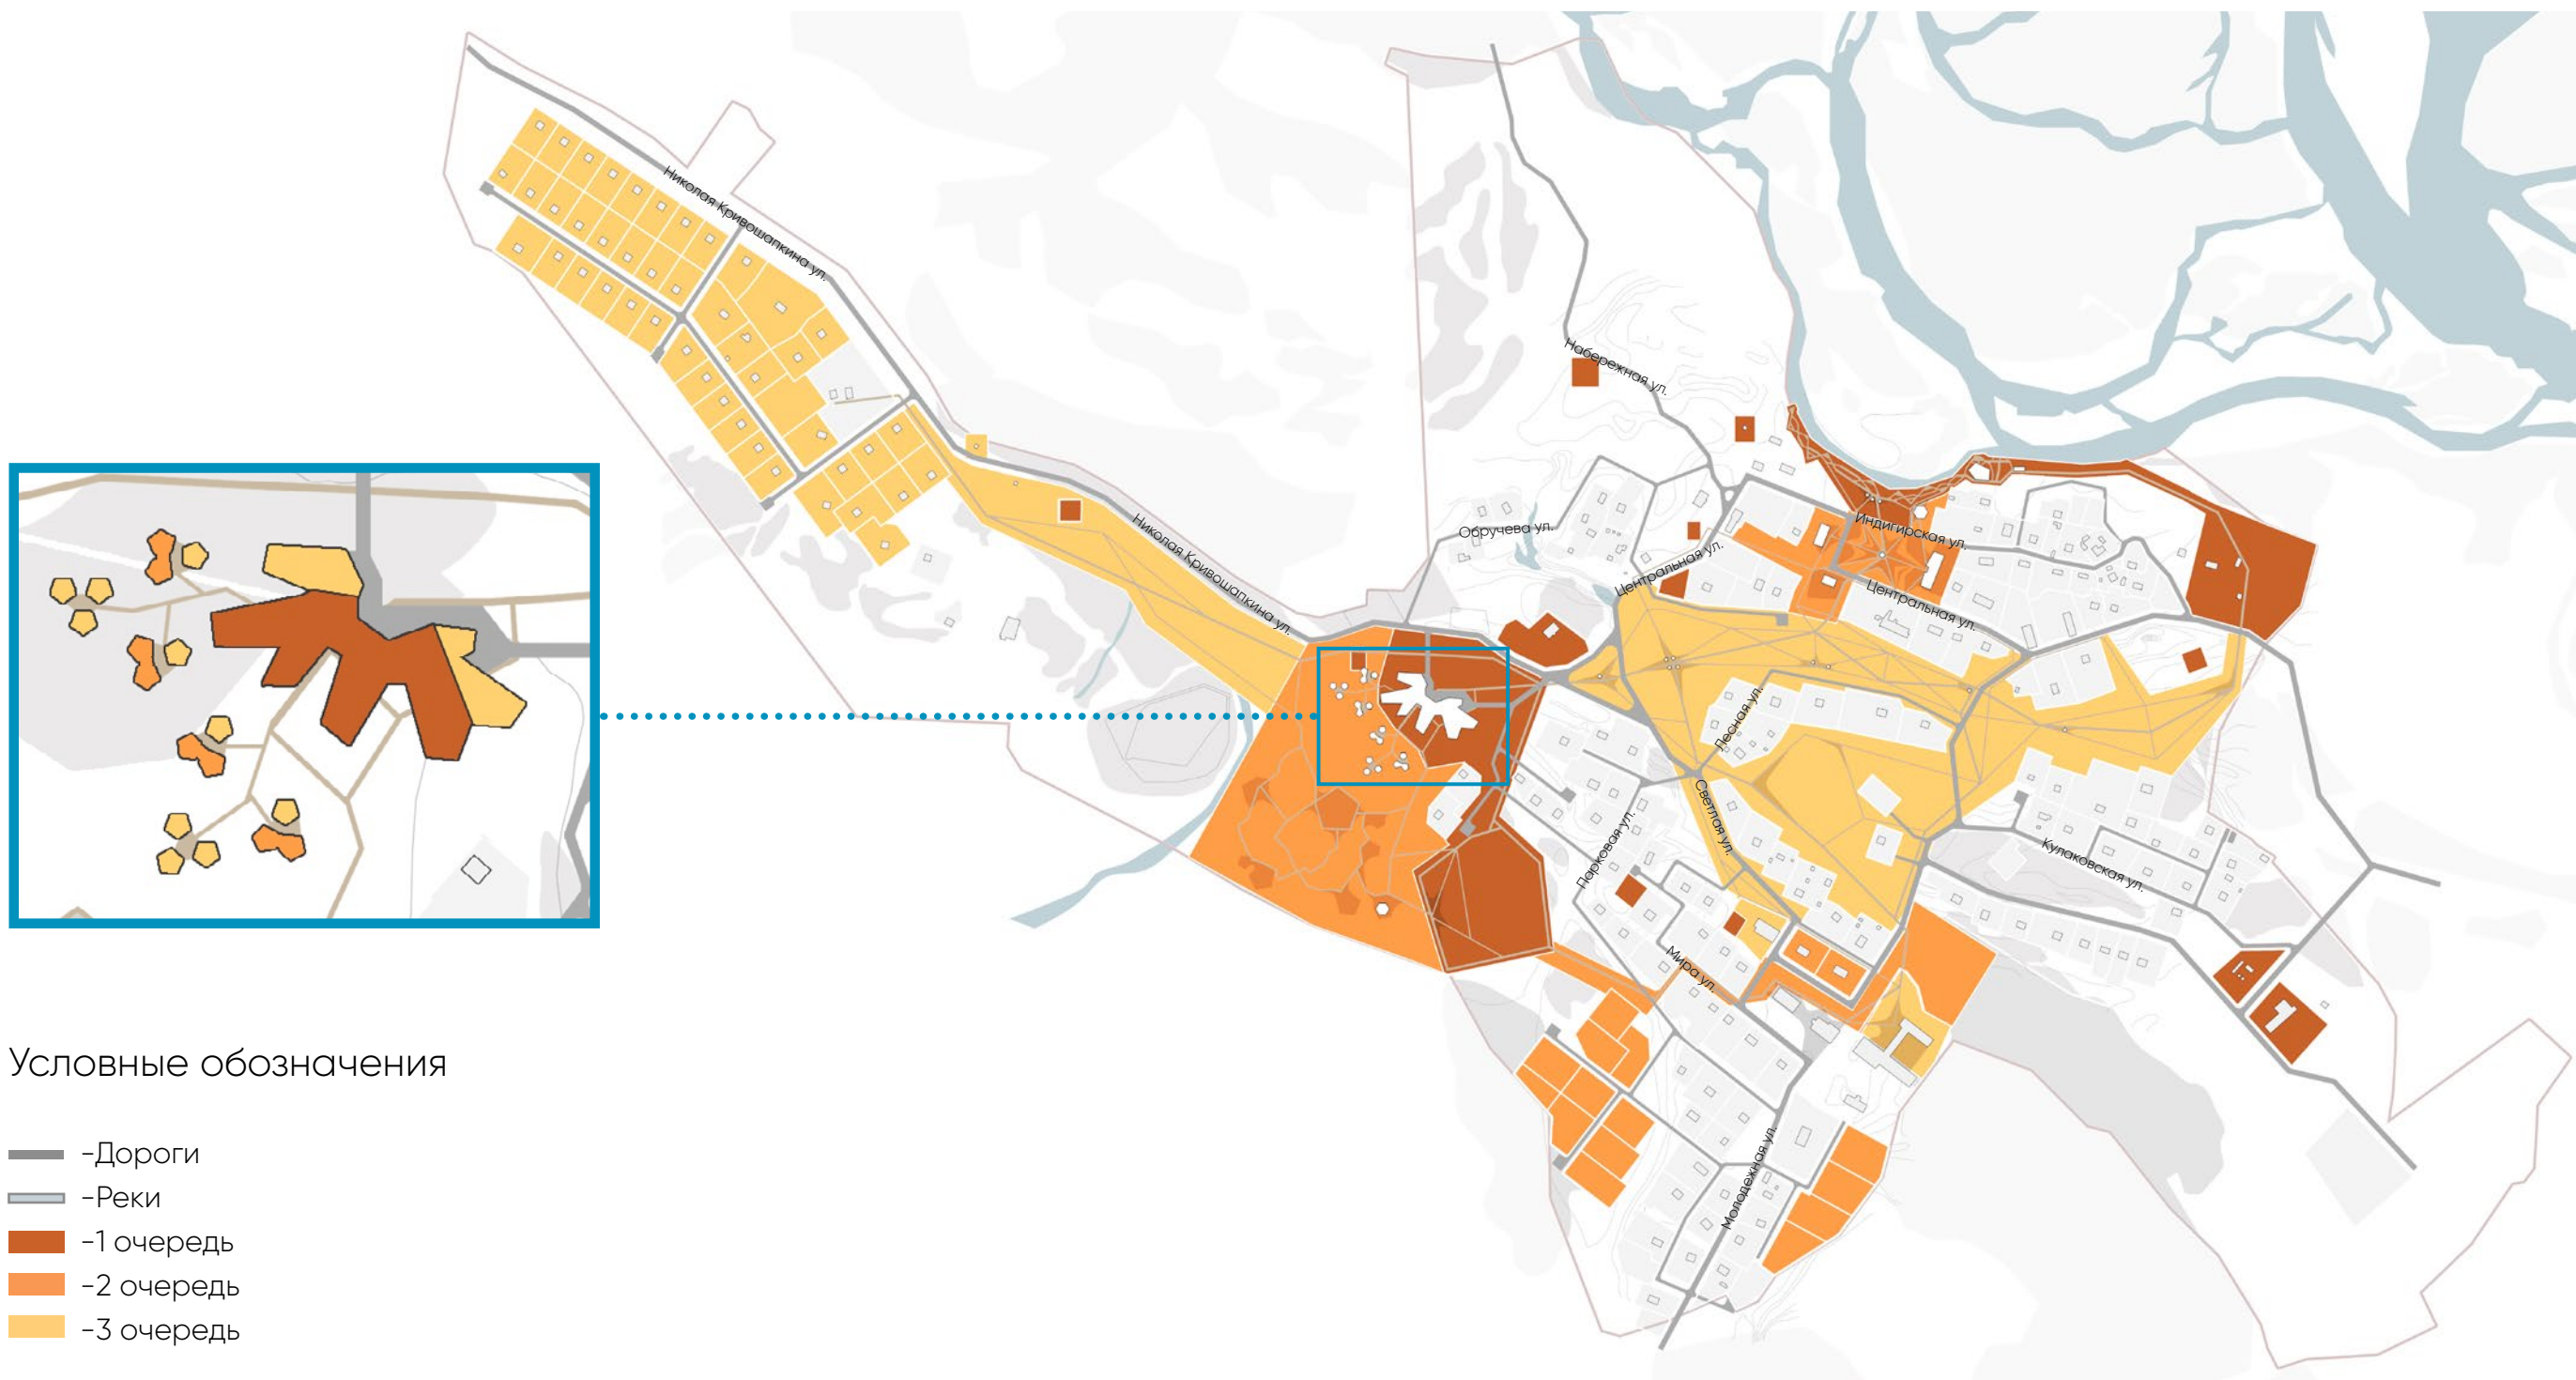 Николая Кривошапкина ул.
Набережная ул.
Николая Кривошапкина ул.
Обручева ул.
Центральная ул.
Индигирская ул.
Центральная ул.
Лесная ул.
Светлая ул.
Парковая ул.
Кулаковская ул.
Мира ул.
Молодежная ул.
Условные обозначения
-Дороги
-Реки
-1 очередь
-2 очередь
-3 очередь